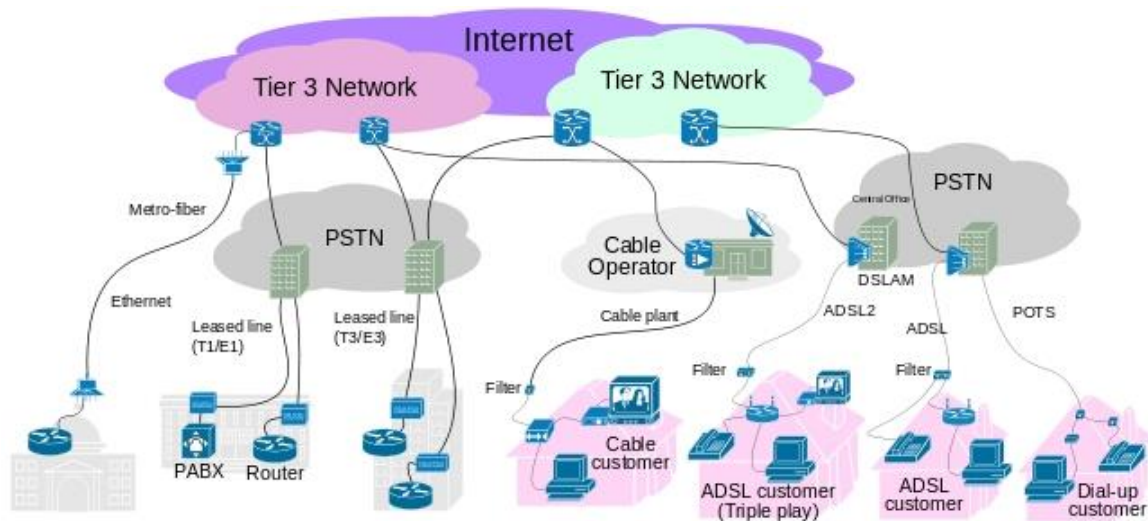 Internet
Tier 3 Network
Tier 3 Network
Metro-fiber
PSTN
Cable
Operator
Central Office
PSTN
DSLAM
Ethernet
Leased line
(T1/E1)
Leased line
(T3/E3)
Cable plant
ADSL2
ADSL
POTS
Filter
Filter
Filter
PABX
Router
Cable
customer
ADSL customer
(Triple play)
ADSL
customer
Dial-up
customer